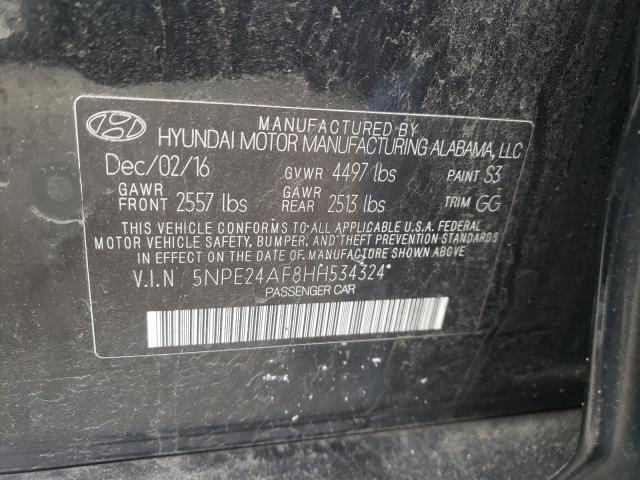 MANUFACTURED BY
HYUNDAI MOTOR MANUFACTURING ALABAMA, LLC
Dec/02/16 GVWR 4497 lbs PAINT S3
GAWR FRONT 2557 lbs GAWR REAR 2513 lbs TRIM GG
THIS VEHICLE CONFORMS TO ALL APPLICABLE U.S.A. FEDERAL
MOTOR VEHICLE SAFETY, BUMPER, AND THEFT PREVENTION STANDARDS
IN EFFECT ON THE DATE OF MANUFACTURE SHOWN ABOVE.
V.I.N 5NPE24AF8HH534324*
PASSENGER CAR